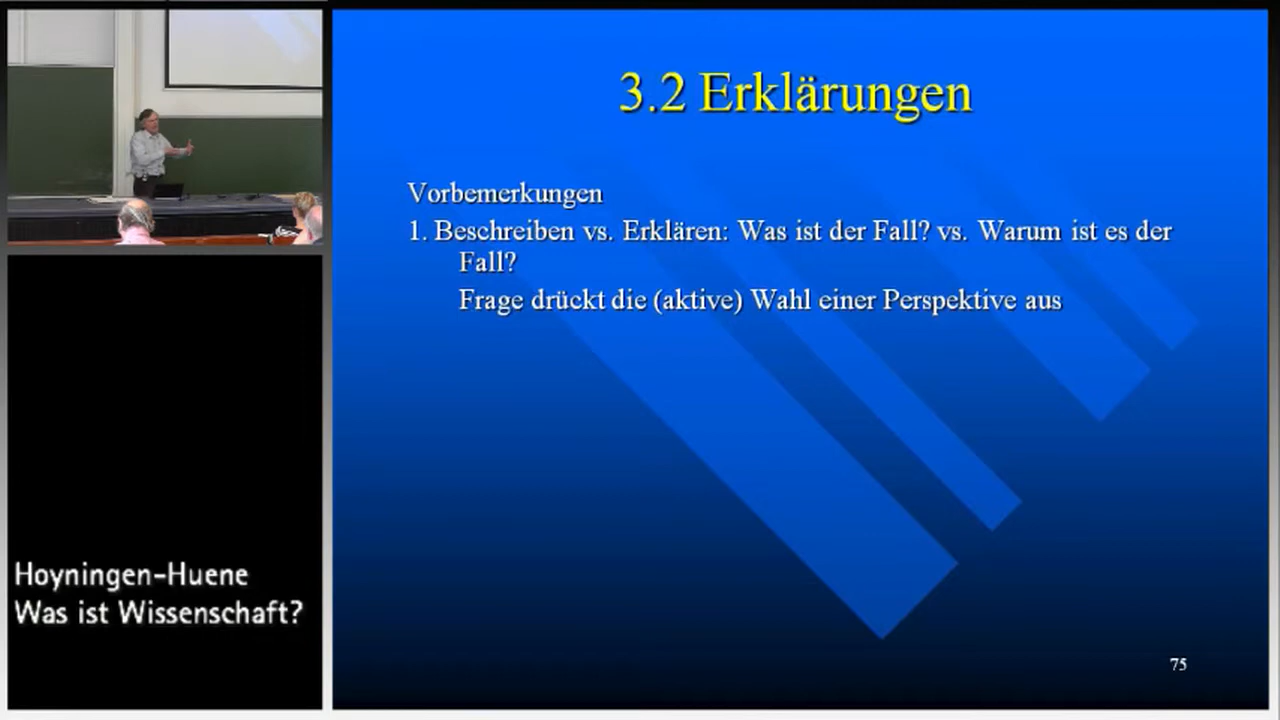 3.2 Erklärungen
Vorbemerkungen
1. Beschreiben vs. Erklären: Was ist der Fall? vs. Warum ist es der
Fall?
Frage drückt die (aktive) Wahl einer Perspektive aus
Hoyningen-Huene
Was ist Wissenschaft?
75